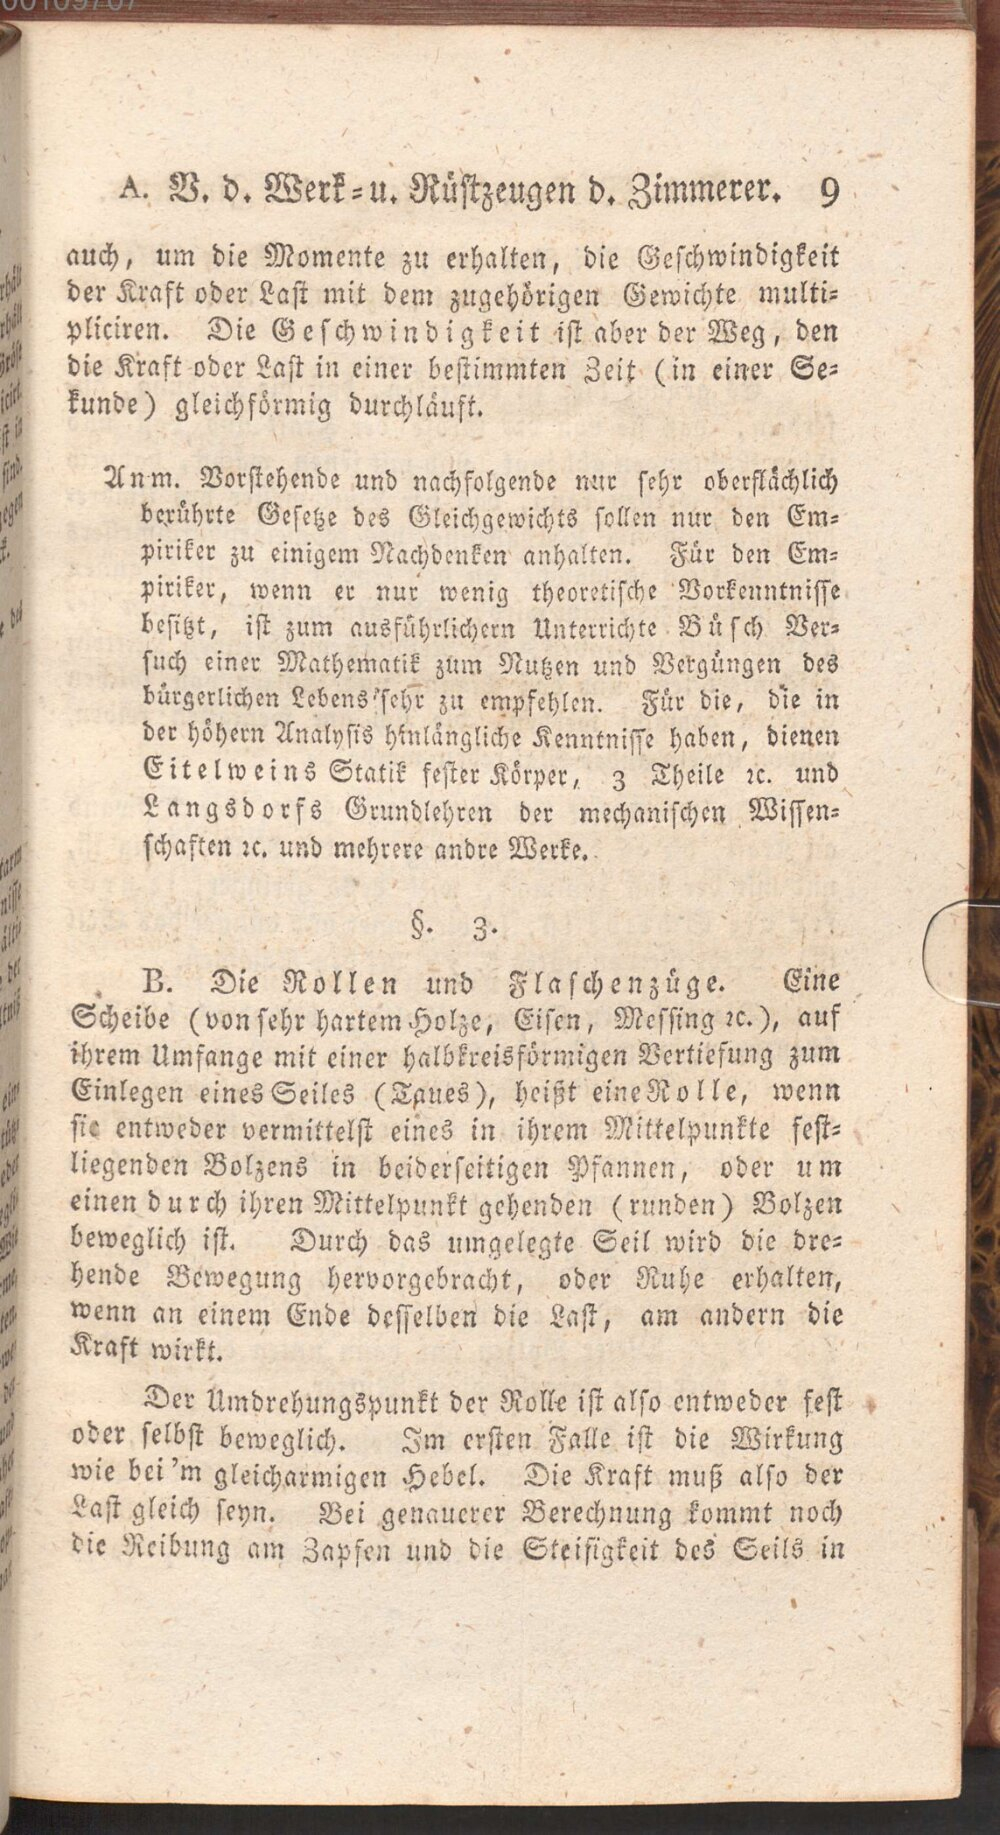 A. V. d. Werk- u. Rüstzeugen d. Zimmerer. 9
auch, um die Momente zu erhalten, die Geschwindigkeit
der Kraft oder Last mit dem zugehörigen Gewichte multi-
pliciren. Die Geschwindigkeit ist aber der Weg, den
die Kraft oder Last in einer bestimmten Zeit (in einer Se-
kunde) gleichförmig durchläuft.
Anm. Vorstehende und nachfolgende nur sehr oberflächlich
berührte Gesetze des Gleichgewichts sollen nur den Em-
piriker zu einigem Nachdenken anhalten. Für den Em-
piriker, wenn er nur wenig theoretische Vorkenntnisse
besitzt, ist zum ausführlichern Unterrichte Büsch Ver-
such einer Mathematik zum Nutzen und Vergüngen des
bürgerlichen Lebens sehr zu empfehlen. Für die, die in
der höhern Analysis hinlängliche Kenntnisse haben, dienen
Eitelweins Statik fester Körper, 3 Theile ꝛc. und
Langsdorfs Grundlehren der mechanischen Wissen-
schaften ꝛc. und mehrere andre Werke.
§. 3.
B. Die Rollen und Flaschenzüge. Eine
Scheibe (von sehr hartem Holze, Eisen, Messing ꝛc.), auf
ihrem Umfange mit einer halbkreisförmigen Vertiefung zum
Einlegen eines Seiles (Taues), heißt eine Rolle, wenn
sie entweder vermittelst eines in ihrem Mittelpunkte fest-
liegenden Bolzens in beiderseitigen Pfannen, oder um
einen durch ihren Mittelpunkt gehenden (runden) Bolzen
beweglich ist. Durch das umgelegte Seil wird die dre-
hende Bewegung hervorgebracht, oder Ruhe erhalten,
wenn an einem Ende desselben die Last, am andern die
Kraft wirkt.
Der Umdrehungspunkt der Rolle ist also entweder fest
oder selbst beweglich. Im ersten Falle ist die Wirkung
wie bei'm gleicharmigen Hebel. Die Kraft muß also der
Last gleich seyn. Bei genauerer Berechnung kommt noch
die Reibung am Zapfen und die Steifigkeit des Seils in